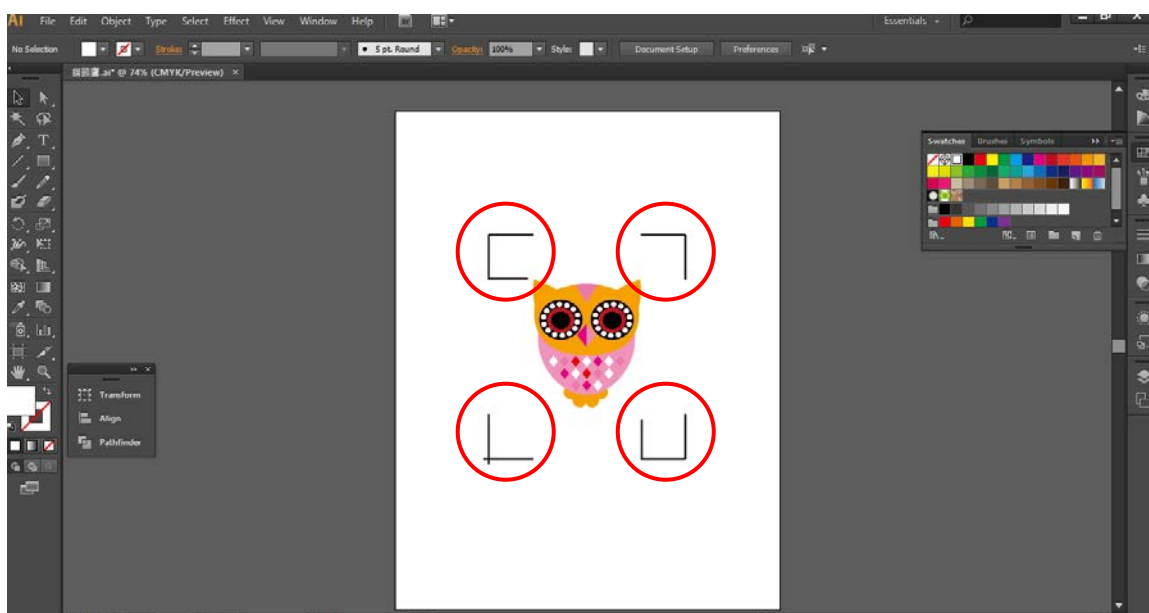 Ai File Edit Object Type Select Effect View Window Help Essentials
No Selection Stroke: 5 pt. Round Opacity: 100% Style: Document Setup Preferences
.ai* @ 74% (CMYK/Preview) ×
Swatches Brushes Symbols
Transform
Align
Pathfinder